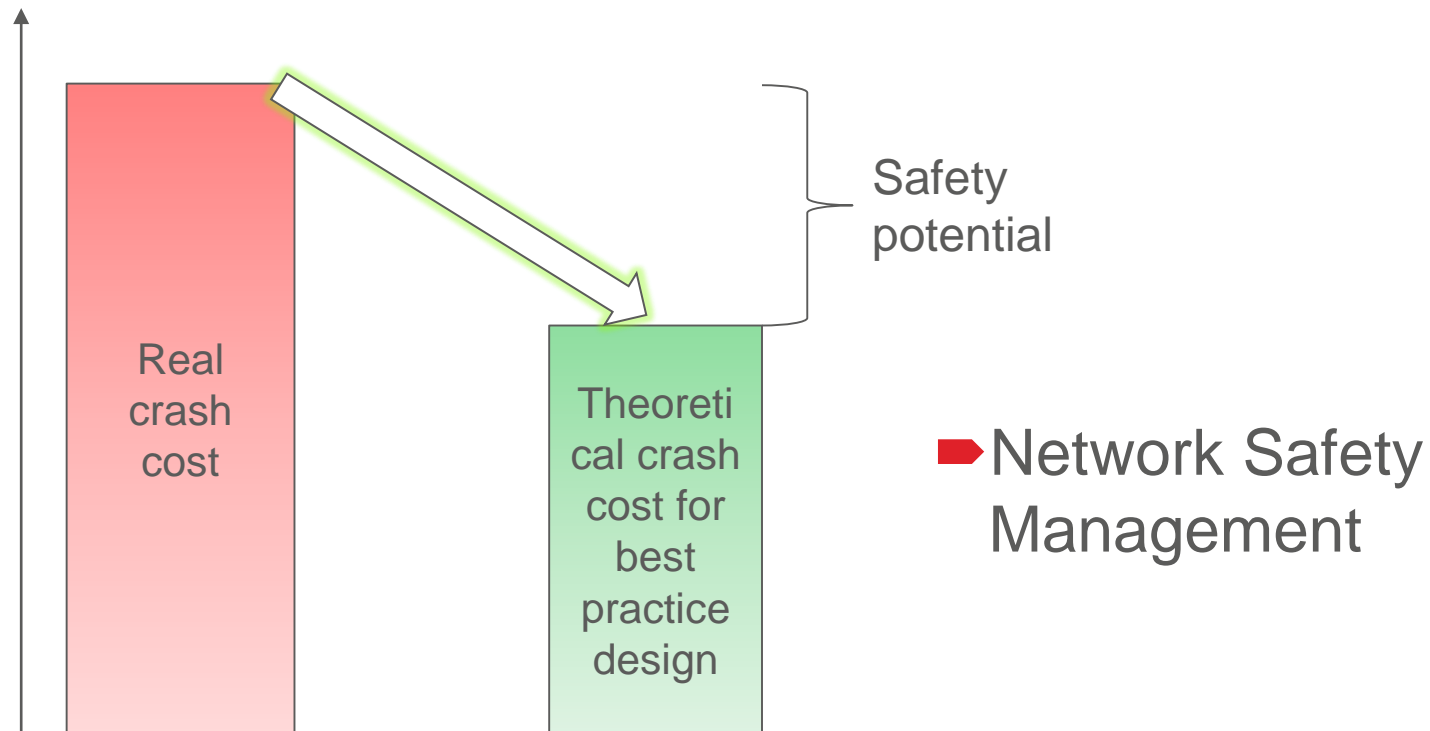 Real
crash
cost
Theoreti
cal crash
cost for
best
practice
design
Safety
potential
Network Safety
Management